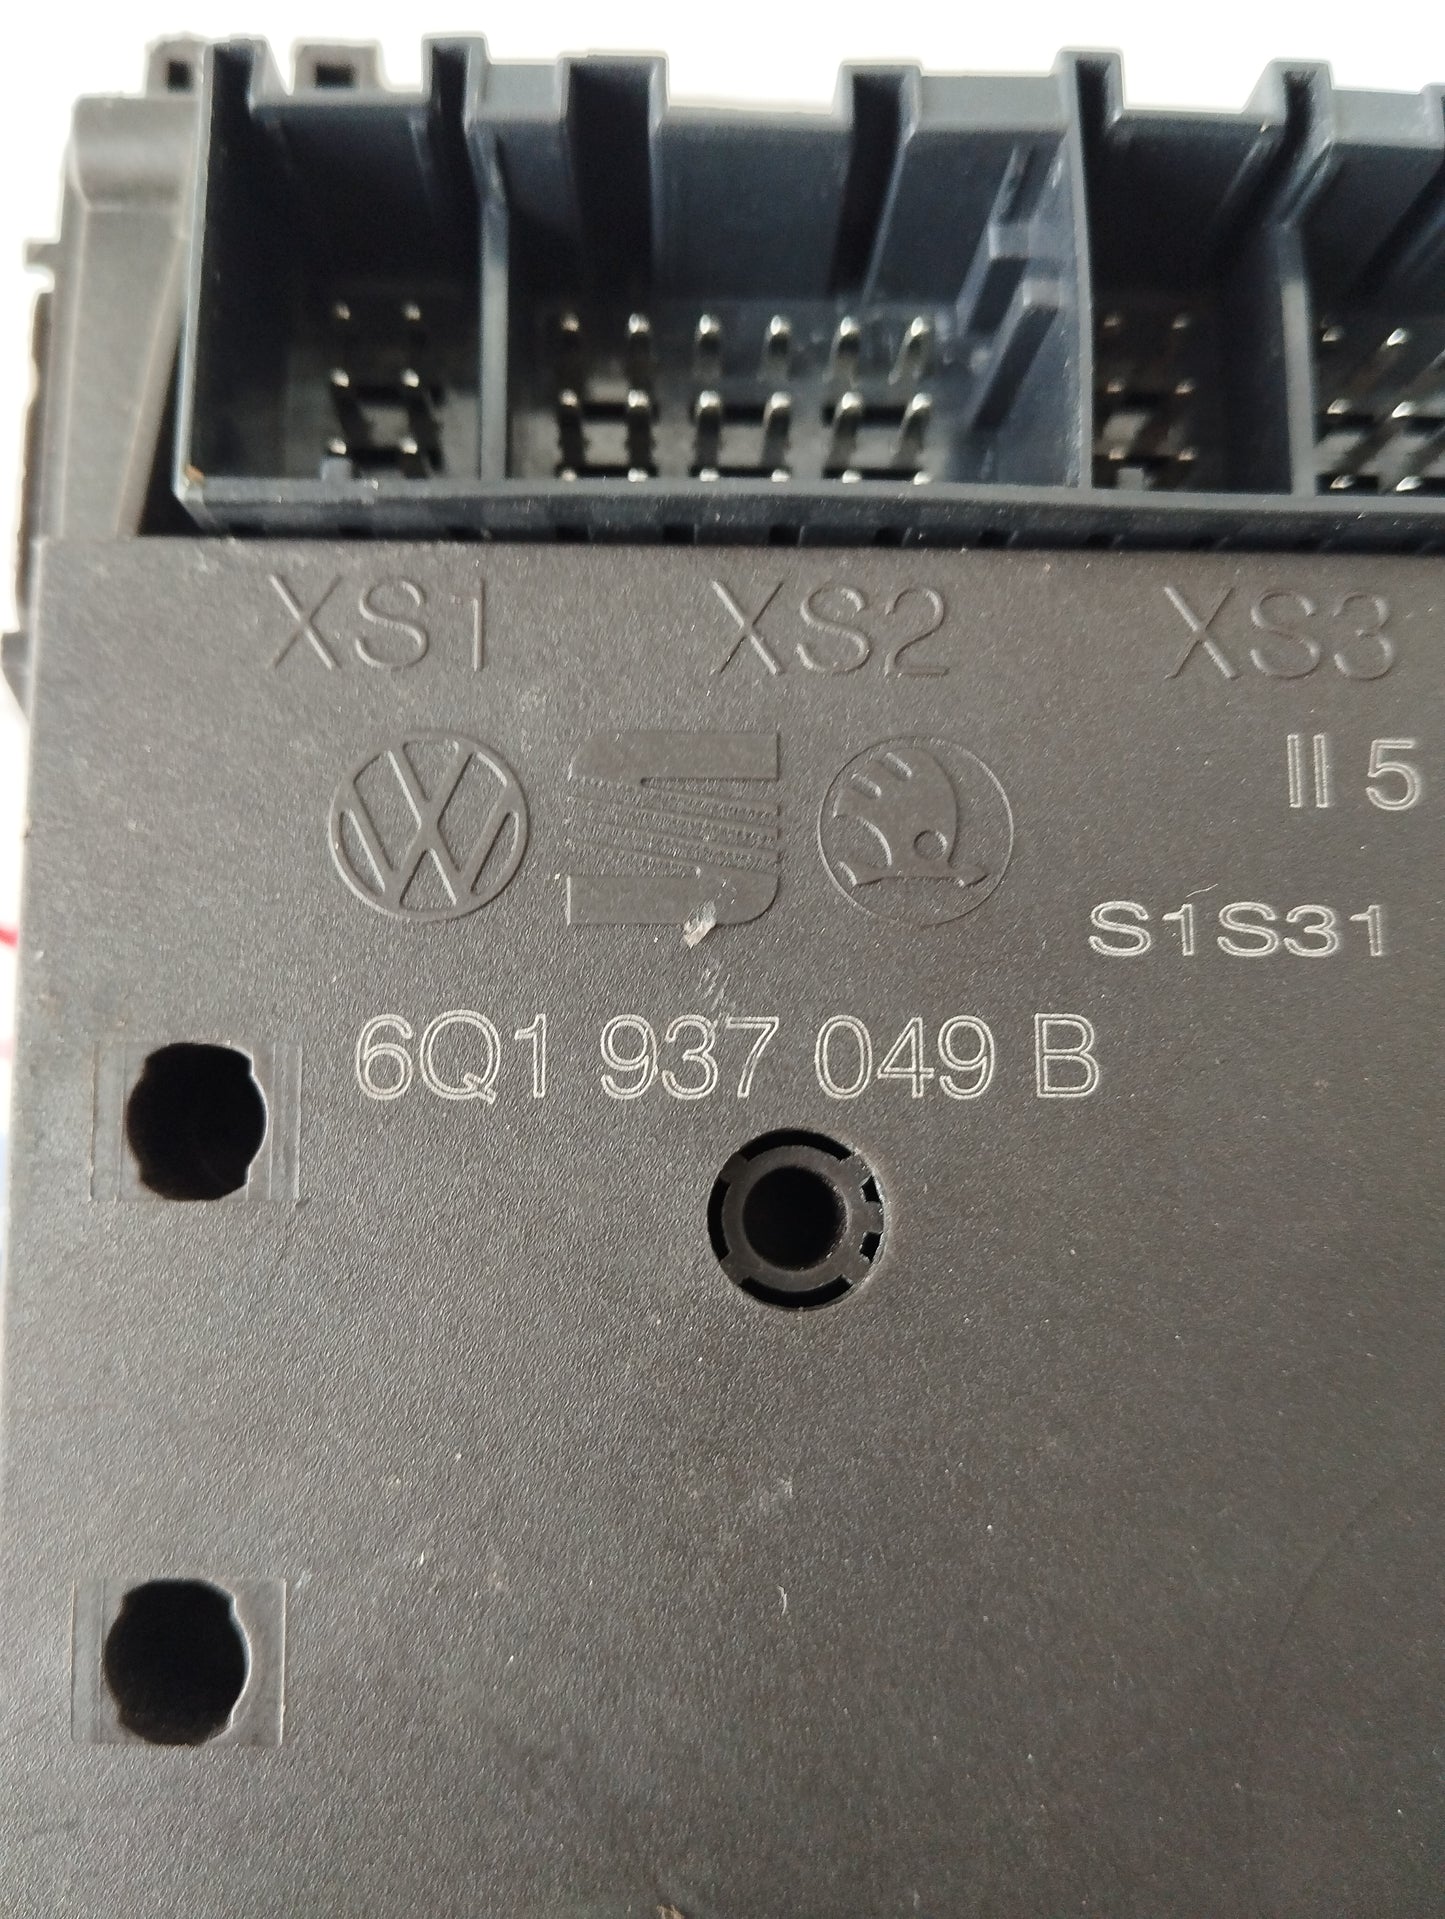 XS1 XS2 XS3
II 5
S1S31
6Q1 937 049 B